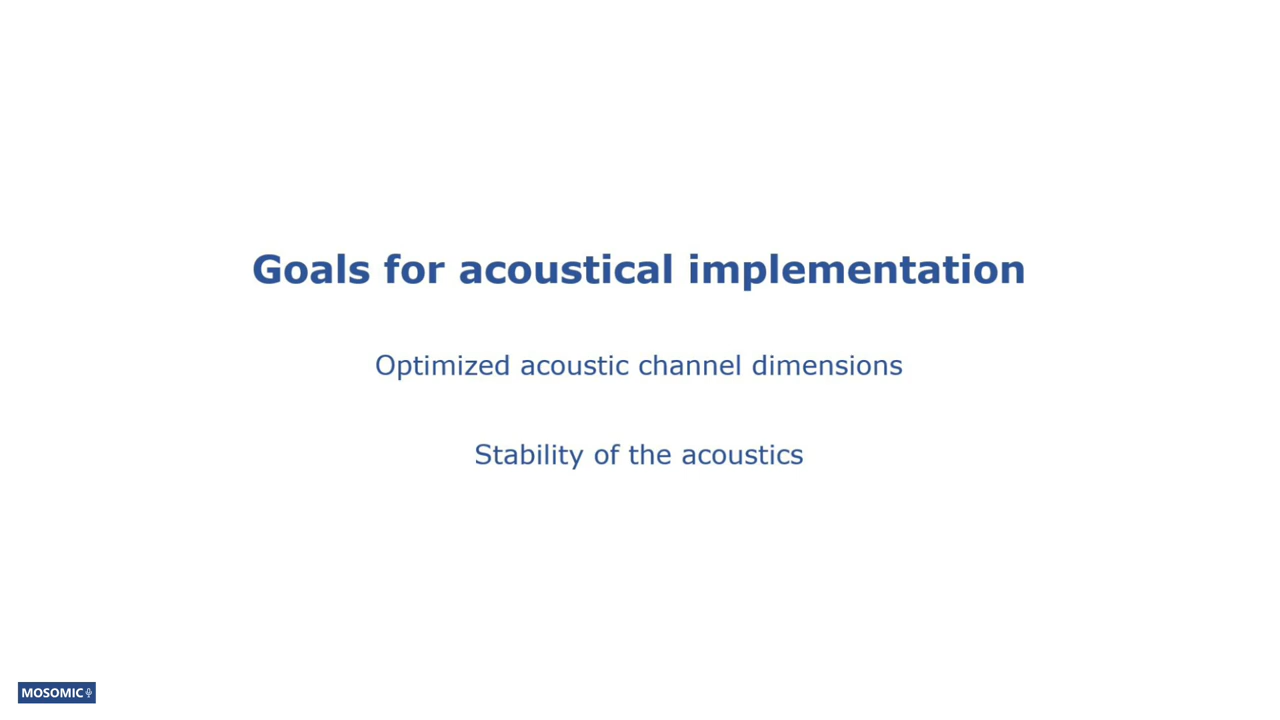 Goals for acoustical implementation
Optimized acoustic channel dimensions
Stability of the acoustics
MOSOMIC